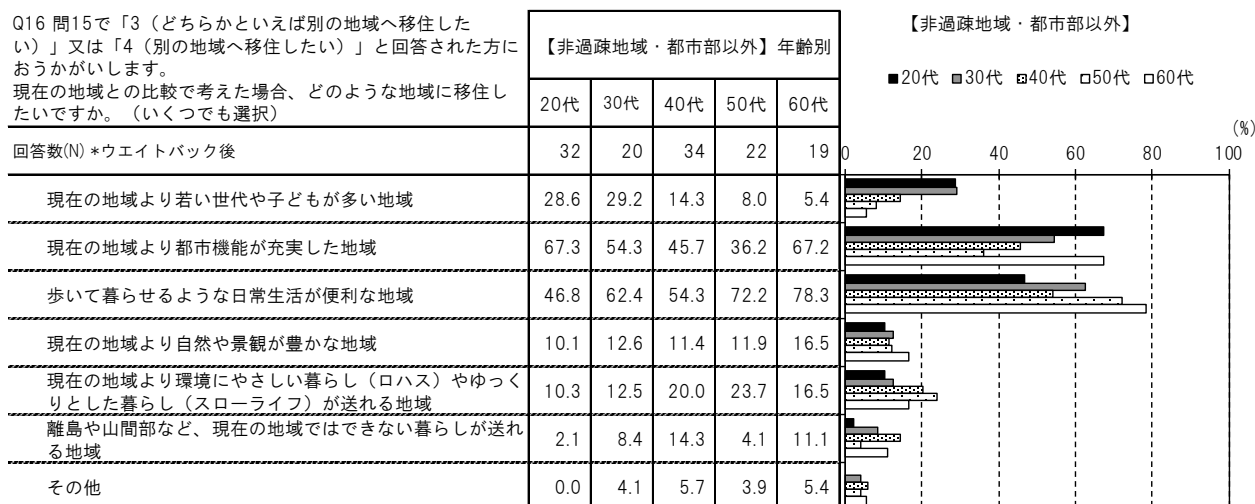 Q16 問15で「3（どちらかといえば別の地域へ移住した
い）」又は「4（別の地域へ移住したい）」と回答された方に
おうかがいします。
現在の地域との比較で考えた場合、どのような地域に移住し
たいですか。（いくつでも選択）
【非過疎地域・都市部以外】年齢別
20代 30代 40代 50代 60代
回答数(N)*ウエイトバック後 32 20 34 22 19
現在の地域より若い世代や子どもが多い地域 28.6 29.2 14.3 8.0 5.4
現在の地域より都市機能が充実した地域 67.3 54.3 45.7 36.2 67.2
歩いて暮らせるような日常生活が便利な地域 46.8 62.4 54.3 72.2 78.3
現在の地域より自然や景観が豊かな地域 10.1 12.6 11.4 11.9 16.5
現在の地域より環境にやさしい暮らし（ロハス）やゆっく
りとした暮らし（スローライフ）が送れる地域 10.3 12.5 20.0 23.7 16.5
離島や山間部など、現在の地域ではできない暮らしが送れ
る地域 2.1 8.4 14.3 4.1 11.1
その他 0.0 4.1 5.7 3.9 5.4
【非過疎地域・都市部以外】
20代 30代 40代 50代 60代
(%)
0 20 40 60 80 100